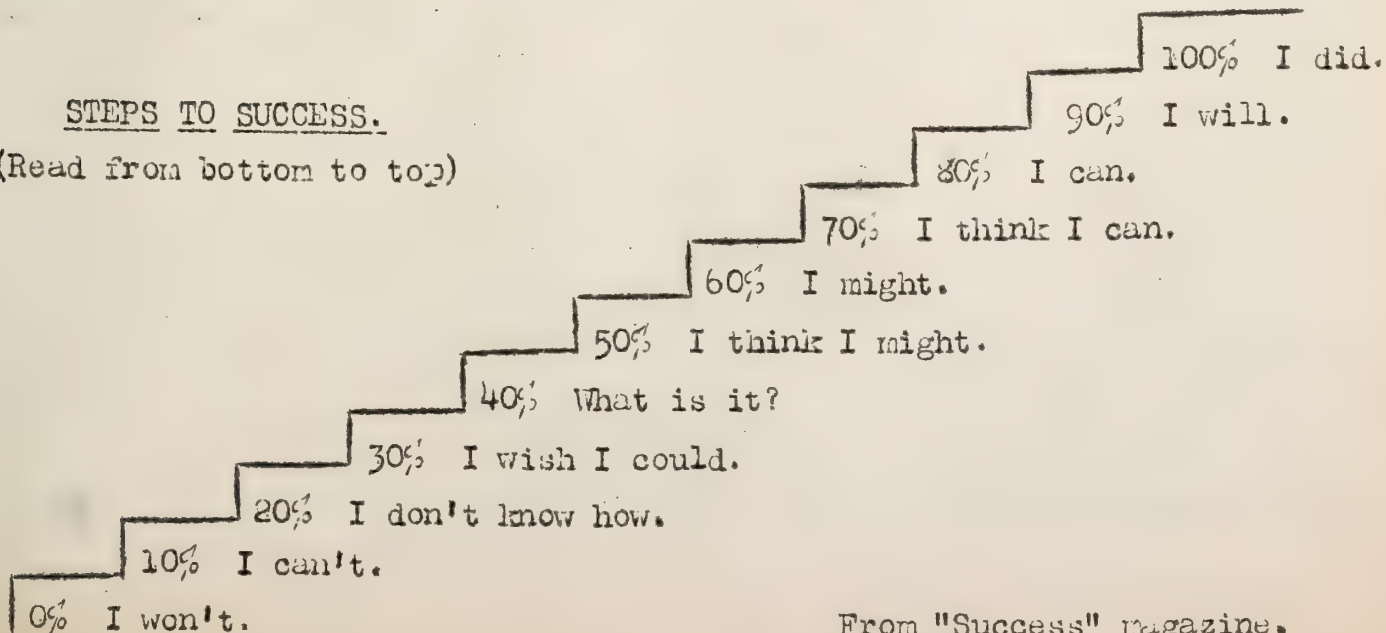 100% I did.
STEPS TO SUCCESS.
90% I will.
(Read from bottom to top)
80% I can.
70% I think I can.
60% I might.
50% I think I might.
40% What is it?
30% I wish I could.
20% I don't know how.
10% I can't.
0% I won't.
From "Success" magazine.